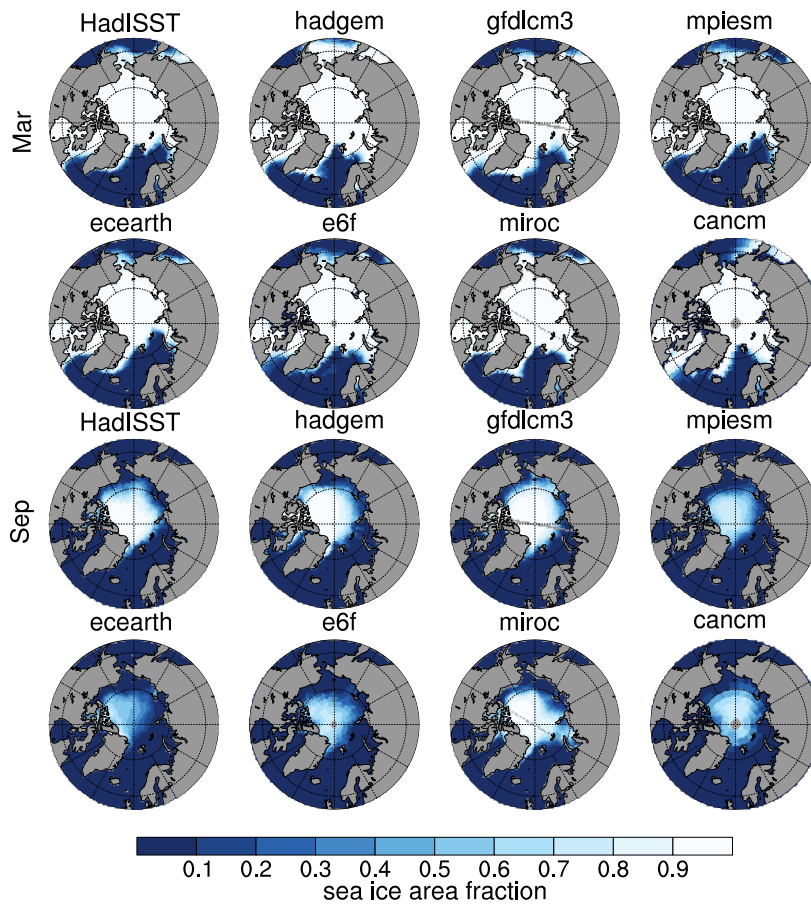 HadISST hadgem gfdlcm3 mpiesm
Mar
ecearth e6f miroc cancm
HadISST hadgem gfdlcm3 mpiesm
Sep
ecearth e6f miroc cancm
0.1 0.2 0.3 0.4 0.5 0.6 0.7 0.8 0.9
sea ice area fraction